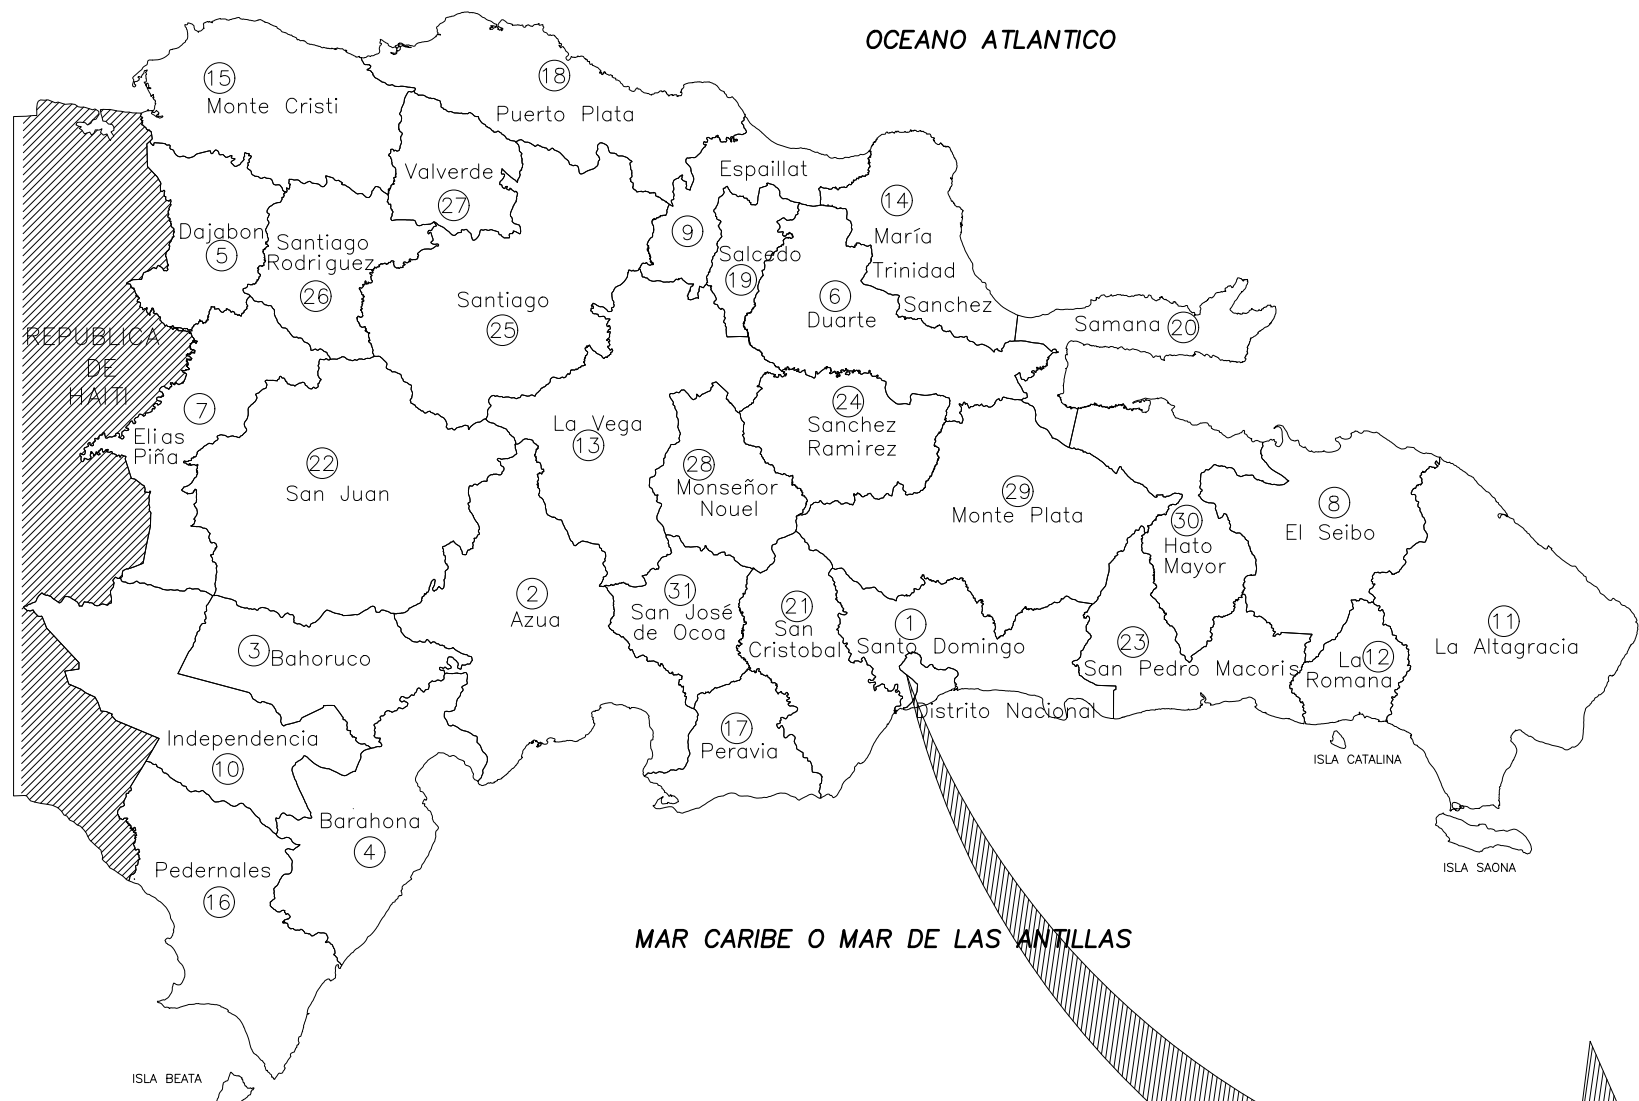 OCEANO ATLANTICO
15
Monte Cristi
18
Puerto Plata
Valverde
27
Espaillat
9
14
María
Trinidad
Sanchez
Dajabon
5
Santiago
Rodriguez
26
Salcedo
19
Santiago
25
6
Duarte
Samana
20
REPUBLICA
DE
HAITI
7
Elias
Piña
22
San Juan
La Vega
13
24
Sanchez
Ramirez
28
Monseñor
Nouel
29
Monte Plata
30
Hato
Mayor
8
El Seibo
2
Azua
31
San José
de Ocoa
21
San
Cristobal
1
Santo Domingo
23
San Pedro Macoris
La
12
Romana
11
La Altagracia
3
Bahoruco
Distrito Nacional
Independencia
10
17
Peravia
ISLA CATALINA
Barahona
4
Pedernales
16
ISLA SAONA
MAR CARIBE O MAR DE LAS ANTILLAS
ISLA BEATA